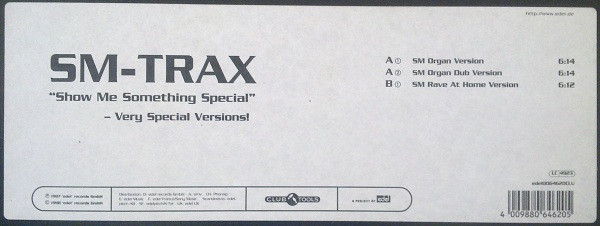 http://www.edel.de
SM-TRAX
"Show Me Something Special"
– Very Special Versions!
A① SM Organ Version 6:14
A② SM Organ Dub Version 6:14
B① SM Rave At Home Version 6:12
LC 4923
CLUB TOOLS
A PROJECT BY edel
4 009880 646205